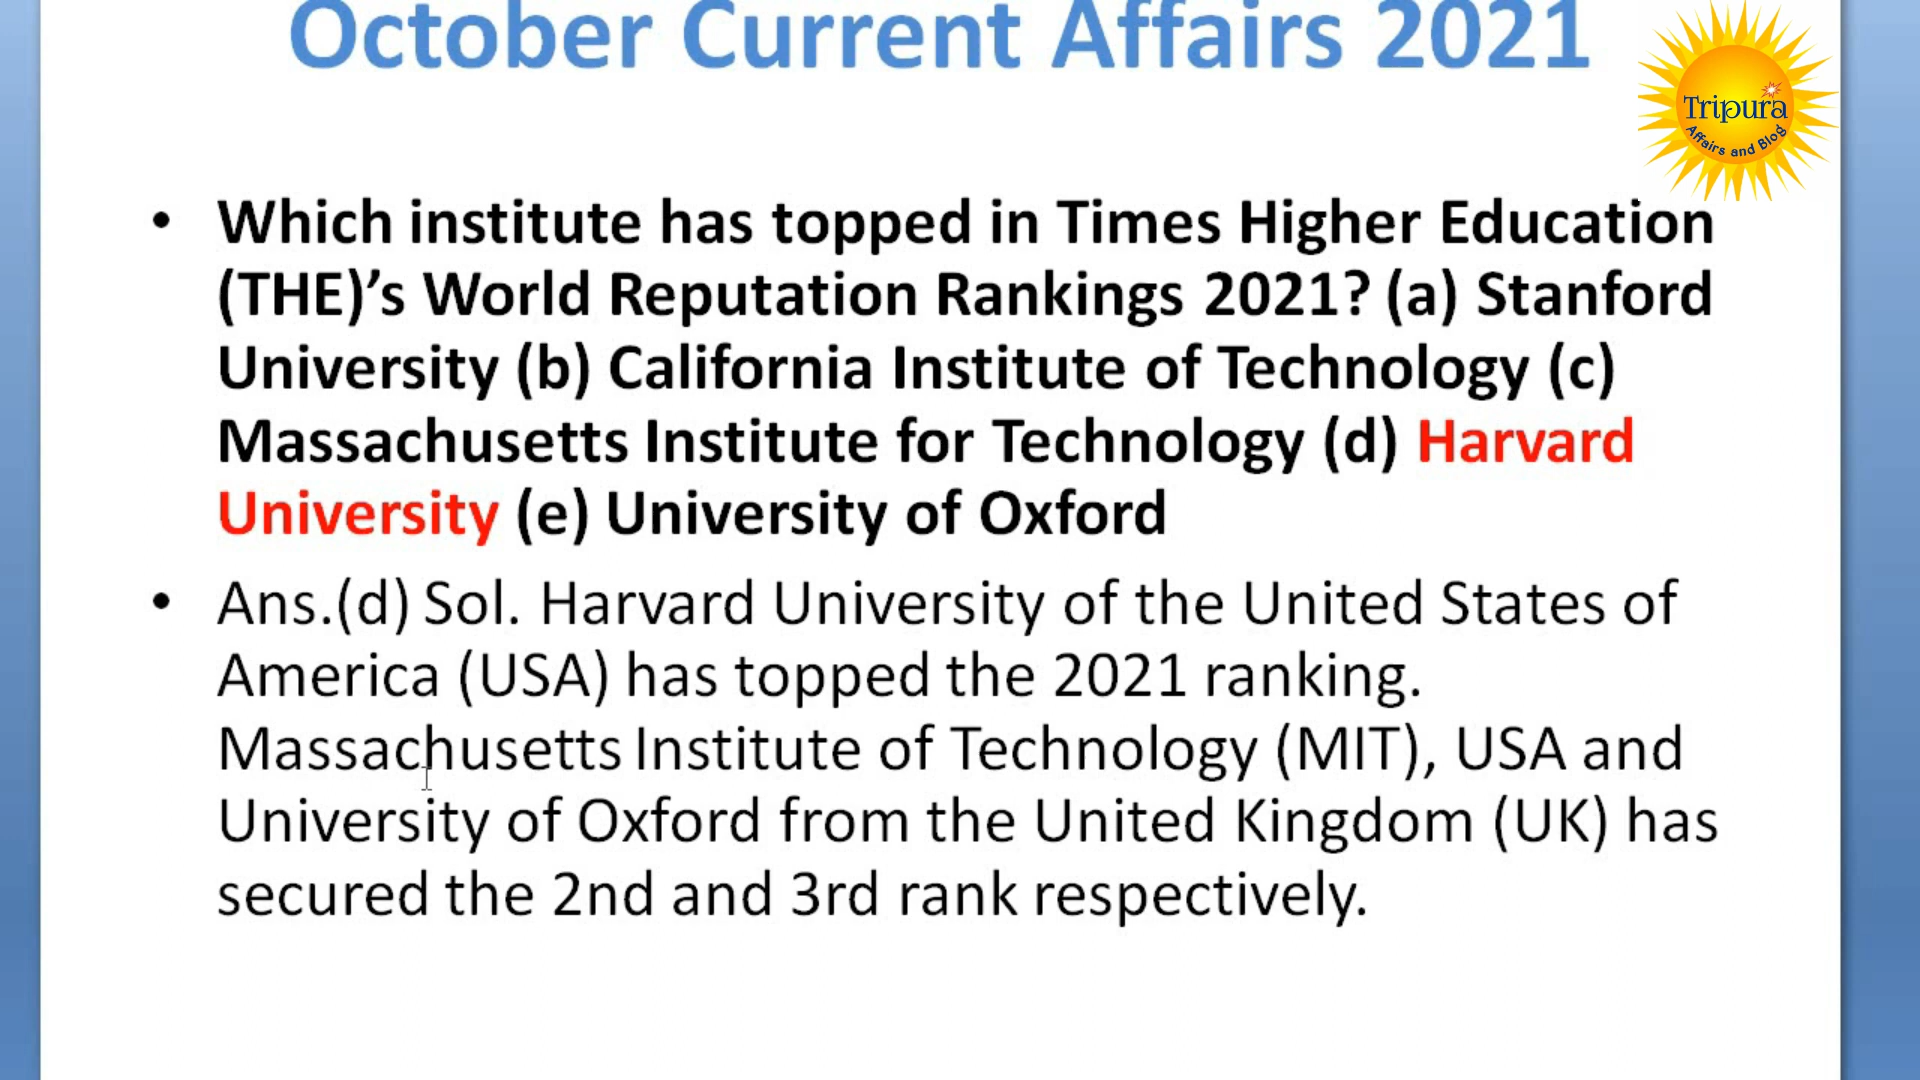 October Current Affairs 2021
Tripura
Affairs and Blog
• Which institute has topped in Times Higher Education
(THE)’s World Reputation Rankings 2021? (a) Stanford
University (b) California Institute of Technology (c)
Massachusetts Institute for Technology (d) Harvard
University (e) University of Oxford
• Ans.(d) Sol. Harvard University of the United States of
America (USA) has topped the 2021 ranking.
Massachusetts Institute of Technology (MIT), USA and
University of Oxford from the United Kingdom (UK) has
secured the 2nd and 3rd rank respectively.